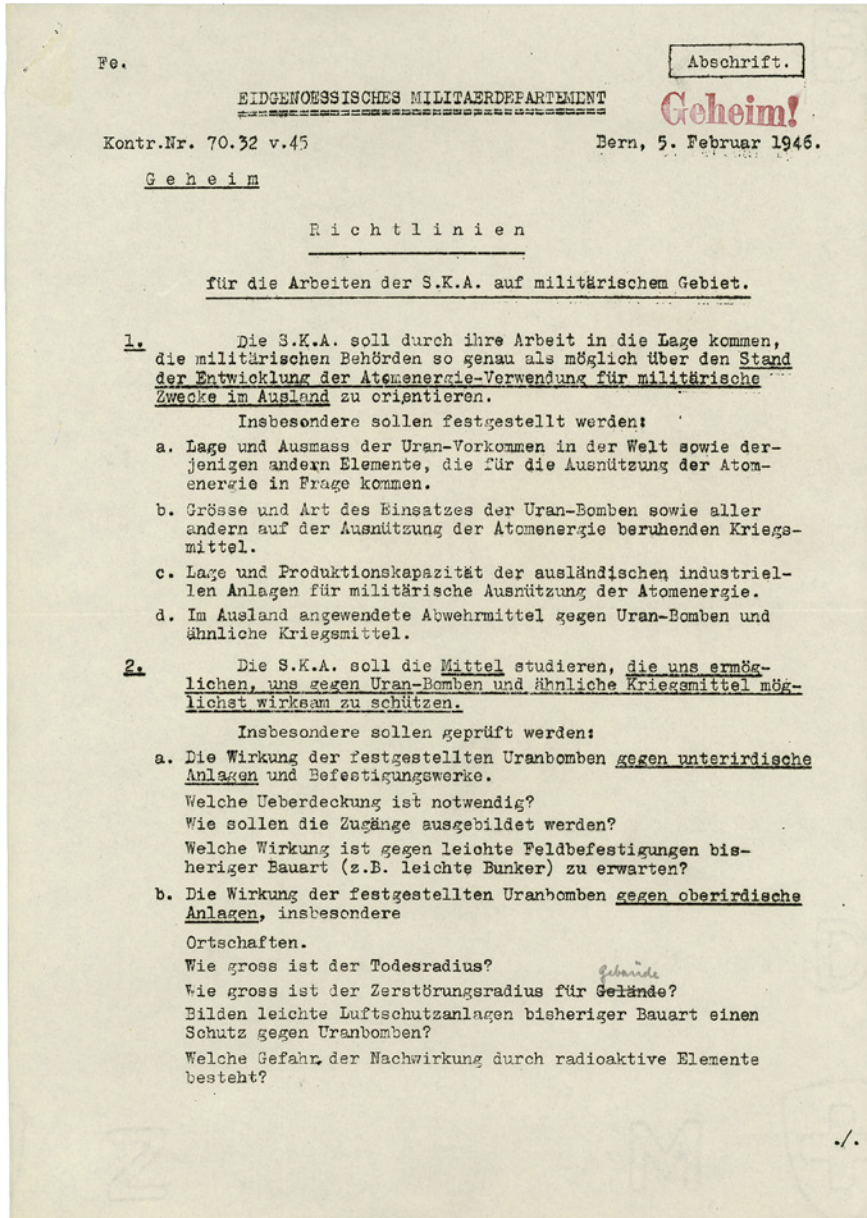 Fe.
Abschrift.
EIDGENOESSISCHES MILITAERDEPARTEMENT
Geheim!
Kontr.Nr. 70.32 v.45
Bern, 5. Februar 1946.
Geheim
Richtlinien
für die Arbeiten der S.K.A. auf militärischem Gebiet.
1. Die S.K.A. soll durch ihre Arbeit in die Lage kommen,
die militärischen Behörden so genau als möglich über den Stand
der Entwicklung der Atomenergie-Verwendung für militärische
Zwecke im Ausland zu orientieren.
Insbesondere sollen festgestellt werden:
a. Lage und Ausmass der Uran-Vorkommen in der Welt sowie der-
jenigen andern Elemente, die für die Ausnützung der Atom-
energie in Frage kommen.
b. Grösse und Art des Einsatzes der Uran-Bomben sowie aller
andern auf der Ausnützung der Atomenergie beruhenden Kriegs-
mittel.
c. Lage und Produktionskapazität der ausländischen industriel-
len Anlagen für militärische Ausnützung der Atomenergie.
d. Im Ausland angewendete Abwehrmittel gegen Uran-Bomben und
ähnliche Kriegsmittel.
2. Die S.K.A. soll die Mittel studieren, die uns ermög-
lichen, uns gegen Uran-Bomben und ähnliche Kriegsmittel mög-
lichst wirksam zu schützen.
Insbesondere sollen geprüft werden:
a. Die Wirkung der festgestellten Uranbomben gegen unterirdische
Anlagen und Befestigungswerke.
Welche Ueberdeckung ist notwendig?
Wie sollen die Zugänge ausgebildet werden?
Welche Wirkung ist gegen leichte Feldbefestigungen bis-
heriger Bauart (z.B. leichte Bunker) zu erwarten?
b. Die Wirkung der festgestellten Uranbomben gegen oberirdische
Anlagen, insbesondere
Ortschaften.
Wie gross ist der Todesradius?
gebäude
Wie gross ist der Zerstörungsradius für Gelände?
Bilden leichte Luftschutzanlagen bisheriger Bauart einen
Schutz gegen Uranbomben?
Welche Gefahr der Nachwirkung durch radioaktive Elemente
besteht?
./.